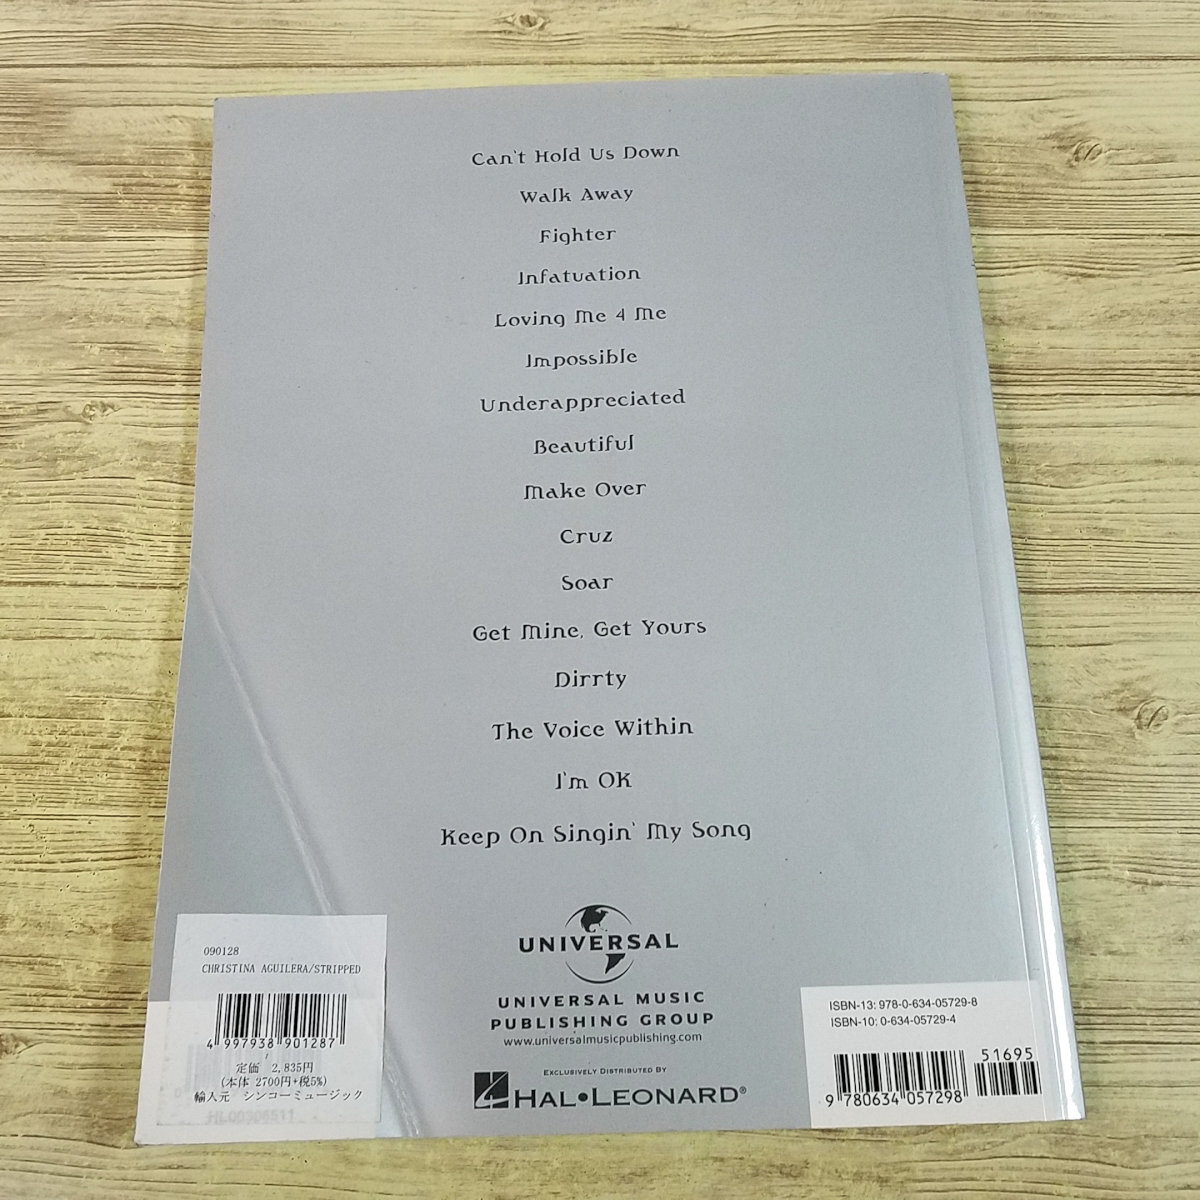 Can't Hold Us Down
Walk Away
Fighter
Infatuation
Loving Me 4 Me
Impossible
Underappreciated
Beautiful
Make Over
Cruz
Soar
Get Mine, Get Yours
Dirrty
The Voice Within
I'm OK
Keep On Singin' My Song
UNIVERSAL
UNIVERSAL MUSIC
PUBLISHING GROUP
www.universalmusicpublishing.com
EXCLUSIVELY DISTRIBUTED BY
HAL•LEONARD®
090128
CHRISTINA AGUILERA/STRIPPED
4 997938 901287
定価 2,835円
(本体 2700円+税5%)
輸入元 シンコーミュージック
HL00306511
ISBN-13: 978-0-634-05729-8
ISBN-10: 0-634-05729-4
51695
9 780634 057298